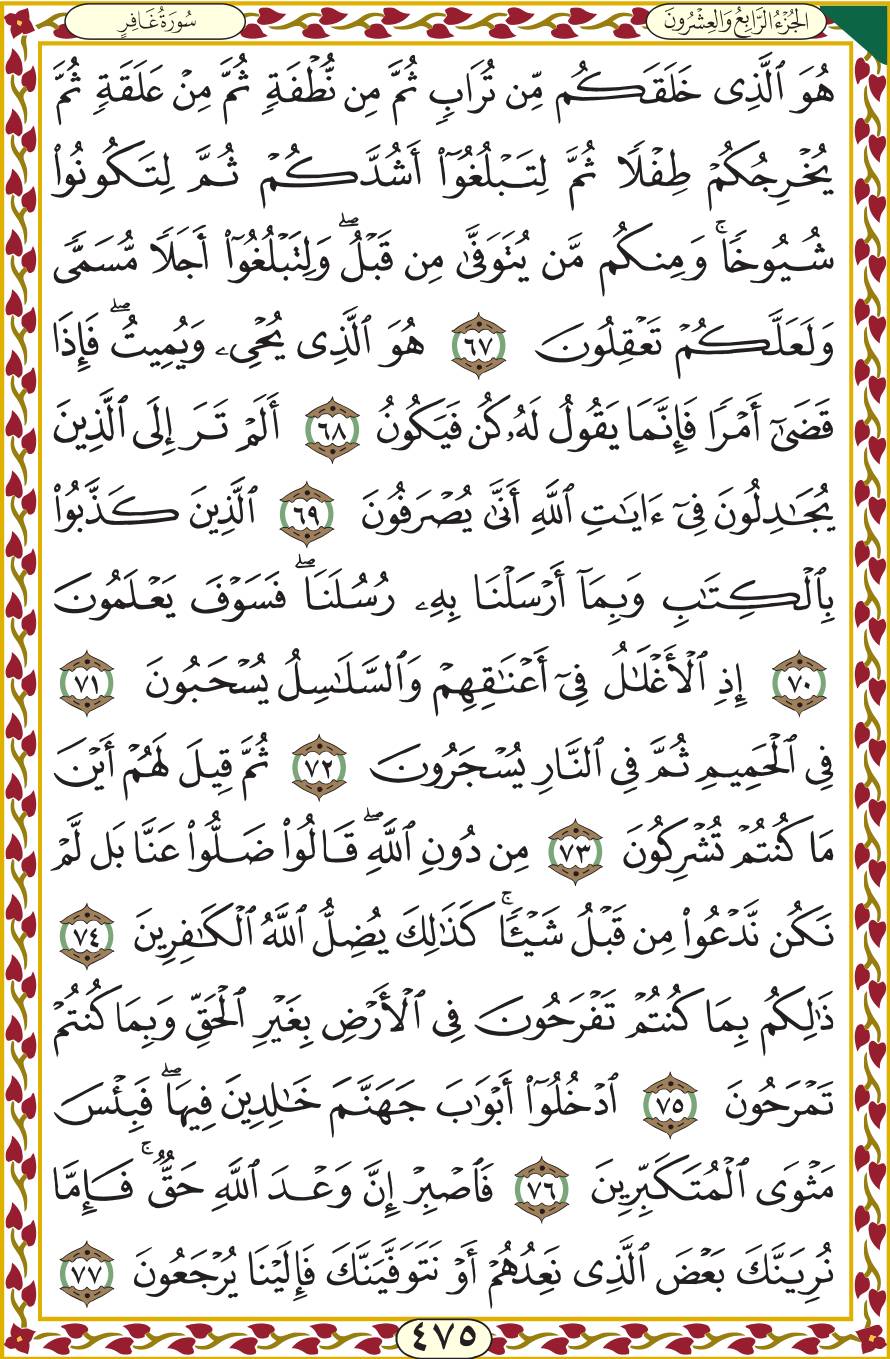 الجُزْءُ الرَّابِعُ وَالعِشْرُونَ
سُورَةُ غَافِرٍ
هُوَ ٱلَّذِى خَلَقَكُم مِّن تُرَابٍ ثُمَّ مِن نُّطْفَةٍ ثُمَّ مِنْ عَلَقَةٍ ثُمَّ
يُخْرِجُكُمْ طِفْلًا ثُمَّ لِتَبْلُغُوٓا۟ أَشُدَّكُمْ ثُمَّ لِتَكُونُوا۟
شُيُوخًا ۚ وَمِنكُم مَّن يُتَوَفَّىٰ مِن قَبْلُ ۖ وَلِتَبْلُغُوٓا۟ أَجَلًا مُّسَمًّى
وَلَعَلَّكُمْ تَعْقِلُونَ ٦٧ هُوَ ٱلَّذِى يُحْىِۦ وَيُمِيتُ ۖ فَإِذَا
قَضَىٰٓ أَمْرًا فَإِنَّمَا يَقُولُ لَهُۥ كُن فَيَكُونُ ٦٨ أَلَمْ تَرَ إِلَى ٱلَّذِينَ
يُجَـٰدِلُونَ فِىٓ ءَايَـٰتِ ٱللَّهِ أَنَّىٰ يُصْرَفُونَ ٦٩ ٱلَّذِينَ كَذَّبُوا۟
بِٱلْكِتَـٰبِ وَبِمَآ أَرْسَلْنَا بِهِۦ رُسُلَنَا ۖ فَسَوْفَ يَعْلَمُونَ
٧٠ إِذِ ٱلْأَغْلَـٰلُ فِىٓ أَعْنَـٰقِهِمْ وَٱلسَّلَـٰسِلُ يُسْحَبُونَ ٧١
فِى ٱلْحَمِيمِ ثُمَّ فِى ٱلنَّارِ يُسْجَرُونَ ٧٢ ثُمَّ قِيلَ لَهُمْ أَيْنَ
مَا كُنتُمْ تُشْرِكُونَ ٧٣ مِن دُونِ ٱللَّهِ ۖ قَالُوا۟ ضَلُّوا۟ عَنَّا بَل لَّمْ
نَكُن نَّدْعُوا۟ مِن قَبْلُ شَيْـًٔا ۚ كَذَٰلِكَ يُضِلُّ ٱللَّهُ ٱلْكَـٰفِرِينَ ٧٤
ذَٰلِكُم بِمَا كُنتُمْ تَفْرَحُونَ فِى ٱلْأَرْضِ بِغَيْرِ ٱلْحَقِّ وَبِمَا كُنتُمْ
تَمْرَحُونَ ٧٥ ٱدْخُلُوٓا۟ أَبْوَٰبَ جَهَنَّمَ خَـٰلِدِينَ فِيهَا ۖ فَبِئْسَ
مَثْوَى ٱلْمُتَكَبِّرِينَ ٧٦ فَٱصْبِرْ إِنَّ وَعْدَ ٱللَّهِ حَقٌّ ۚ فَإِمَّا
نُرِيَنَّكَ بَعْضَ ٱلَّذِى نَعِدُهُمْ أَوْ نَتَوَفَّيَنَّكَ فَإِلَيْنَا يُرْجَعُونَ ٧٧
٤٧٥